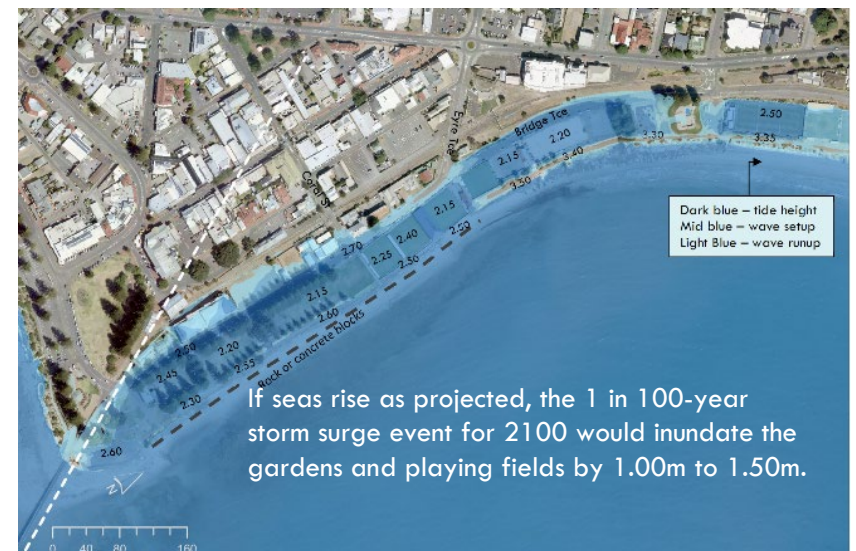 2.50
3.35
Bridge Tce
2.20
3.30
2.15
3.40
Eyre Tce
3.50
Coral St
2.15
2.50
2.70
2.40
2.25
2.50
2.15
2.60
Rock or concrete blocks
2.50
2.20
2.55
2.45
2.30
2.60
Dark blue – tide height
Mid blue – wave setup
Light Blue – wave runup
If seas rise as projected, the 1 in 100-year
storm surge event for 2100 would inundate the
gardens and playing fields by 1.00m to 1.50m.
N
0 40 80 160